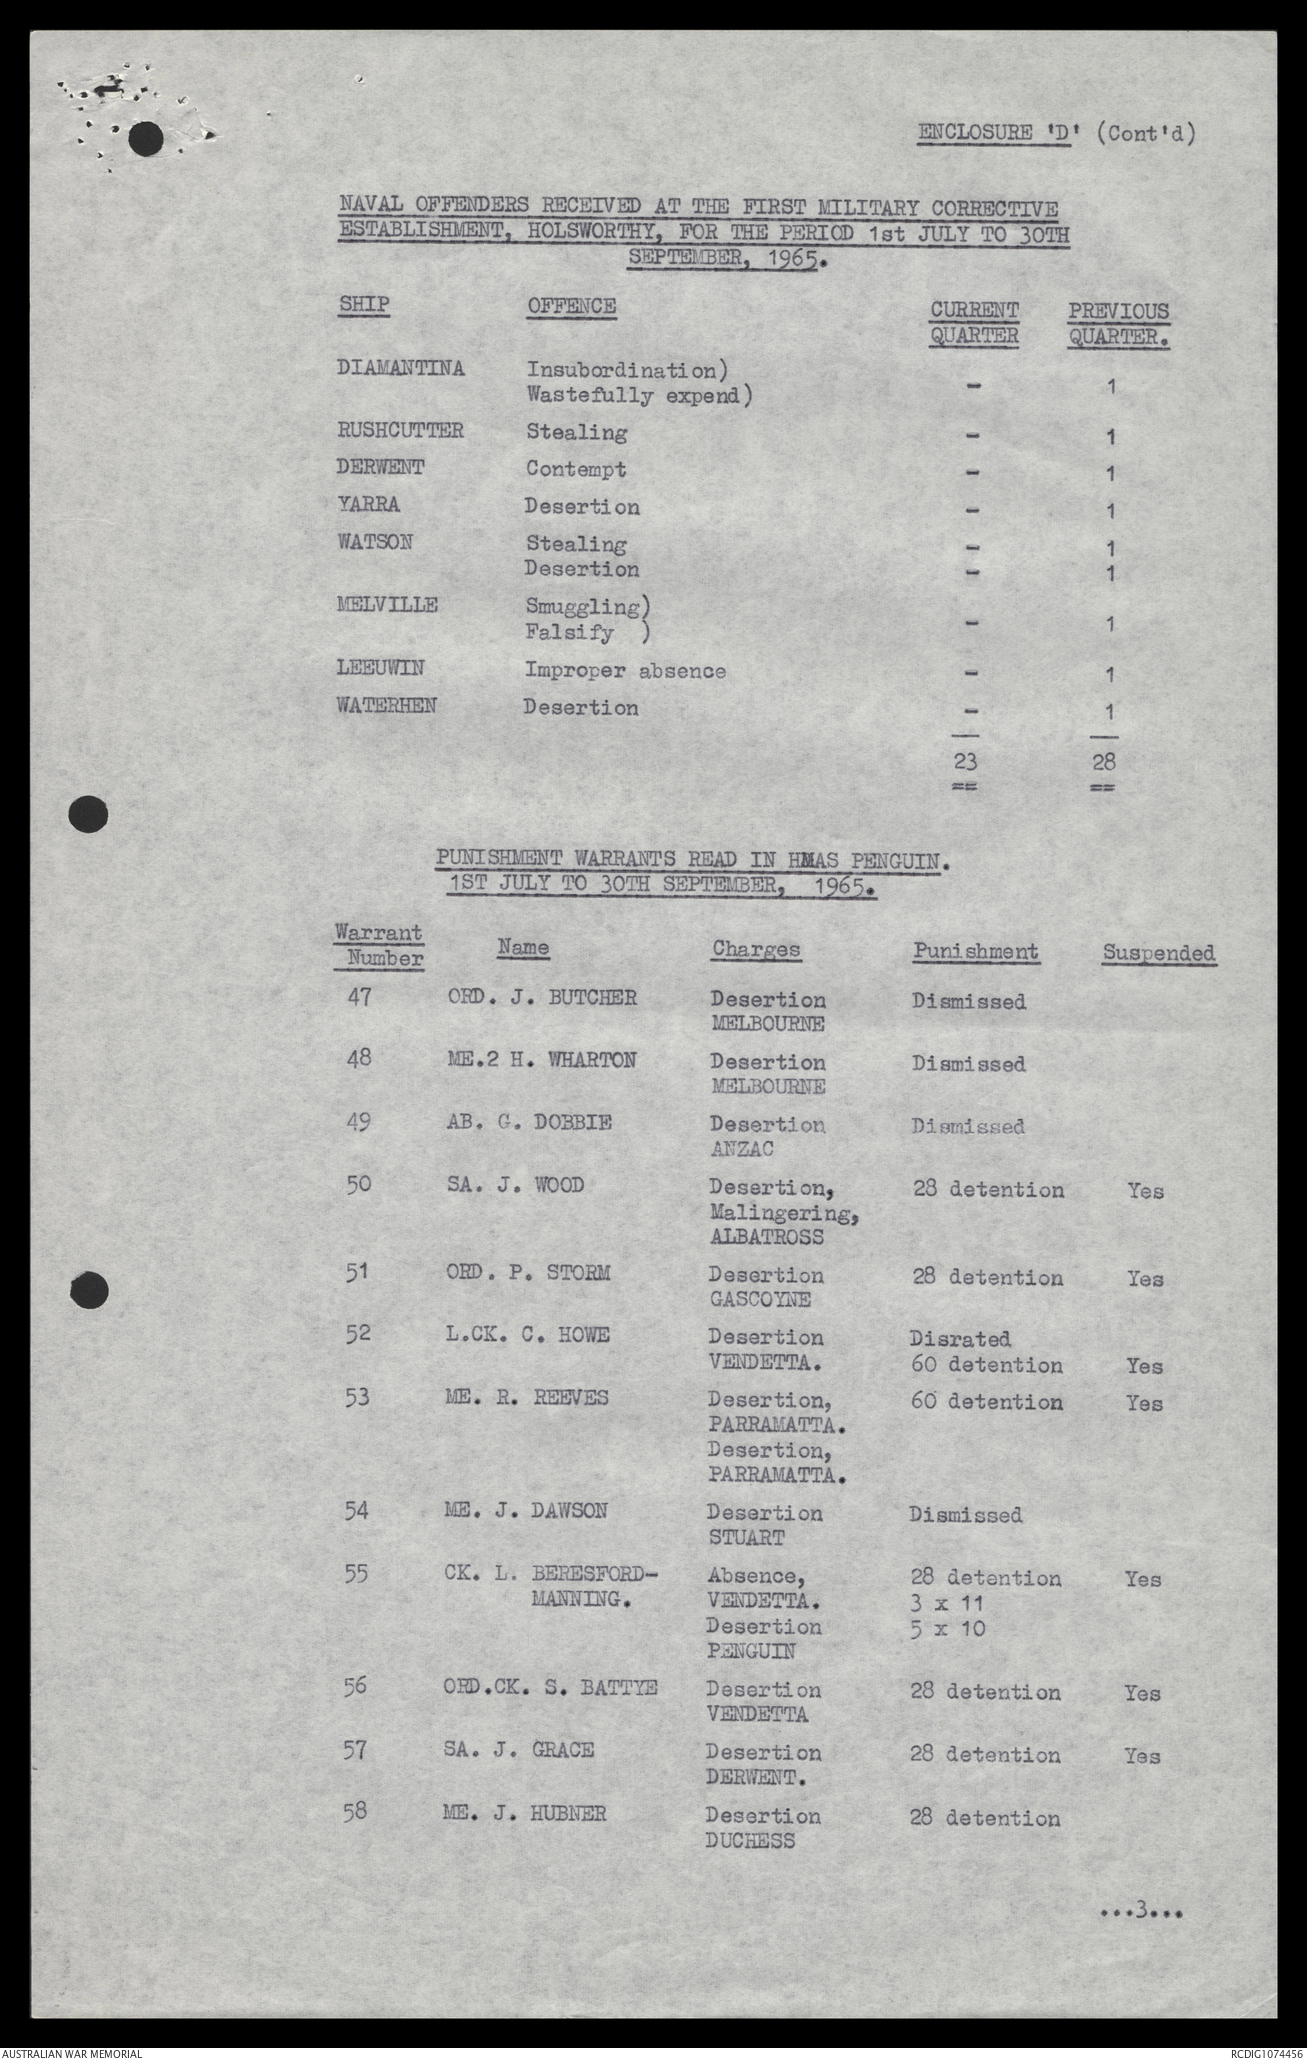 ENCLOSURE 'D' (Cont'd)
NAVAL OFFENDERS RECEIVED AT THE FIRST MILITARY CORRECTIVE
ESTABLISHMENT, HOLSWORTHY, FOR THE PERIOD 1st JULY TO 30TH
SEPTEMBER, 1965.
SHIP OFFENCE CURRENT PREVIOUS
QUARTER QUARTER.
DIAMANTINA Insubordination)
Wastefully expend) - 1
RUSHCUTTER Stealing - 1
DERWENT Contempt - 1
YARRA Desertion - 1
WATSON Stealing - 1
Desertion - 1
MELVILLE Smuggling)
Falsify ) - 1
LEEUWIN Improper absence - 1
WATERHEN Desertion - 1
23 28
== ==
PUNISHMENT WARRANTS READ IN HMAS PENGUIN.
1ST JULY TO 30TH SEPTEMBER, 1965.
Warrant
Number Name Charges Punishment Suspended
47 ORD. J. BUTCHER Desertion Dismissed
MELBOURNE
48 ME.2 H. WHARTON Desertion Dismissed
MELBOURNE
49 AB. G. DOBBIE Desertion Dismissed
ANZAC
50 SA. J. WOOD Desertion, 28 detention Yes
Malingering,
ALBATROSS
51 ORD. P. STORM Desertion 28 detention Yes
GASCOYNE
52 L.CK. C. HOWE Desertion Disrated
VENDETTA. 60 detention Yes
53 ME. R. REEVES Desertion, 60 detention Yes
PARRAMATTA.
Desertion,
PARRAMATTA.
54 ME. J. DAWSON Desertion Dismissed
STUART
55 CK. L. BERESFORD- Absence, 28 detention Yes
MANNING. VENDETTA. 3 x 11
Desertion 5 x 10
PENGUIN
56 ORD.CK. S. BATTYE Desertion 28 detention Yes
VENDETTA
57 SA. J. GRACE Desertion 28 detention Yes
DERWENT.
58 ME. J. HUBNER Desertion 28 detention
DUCHESS
...3...
AUSTRALIAN WAR MEMORIAL RCDIG1074456